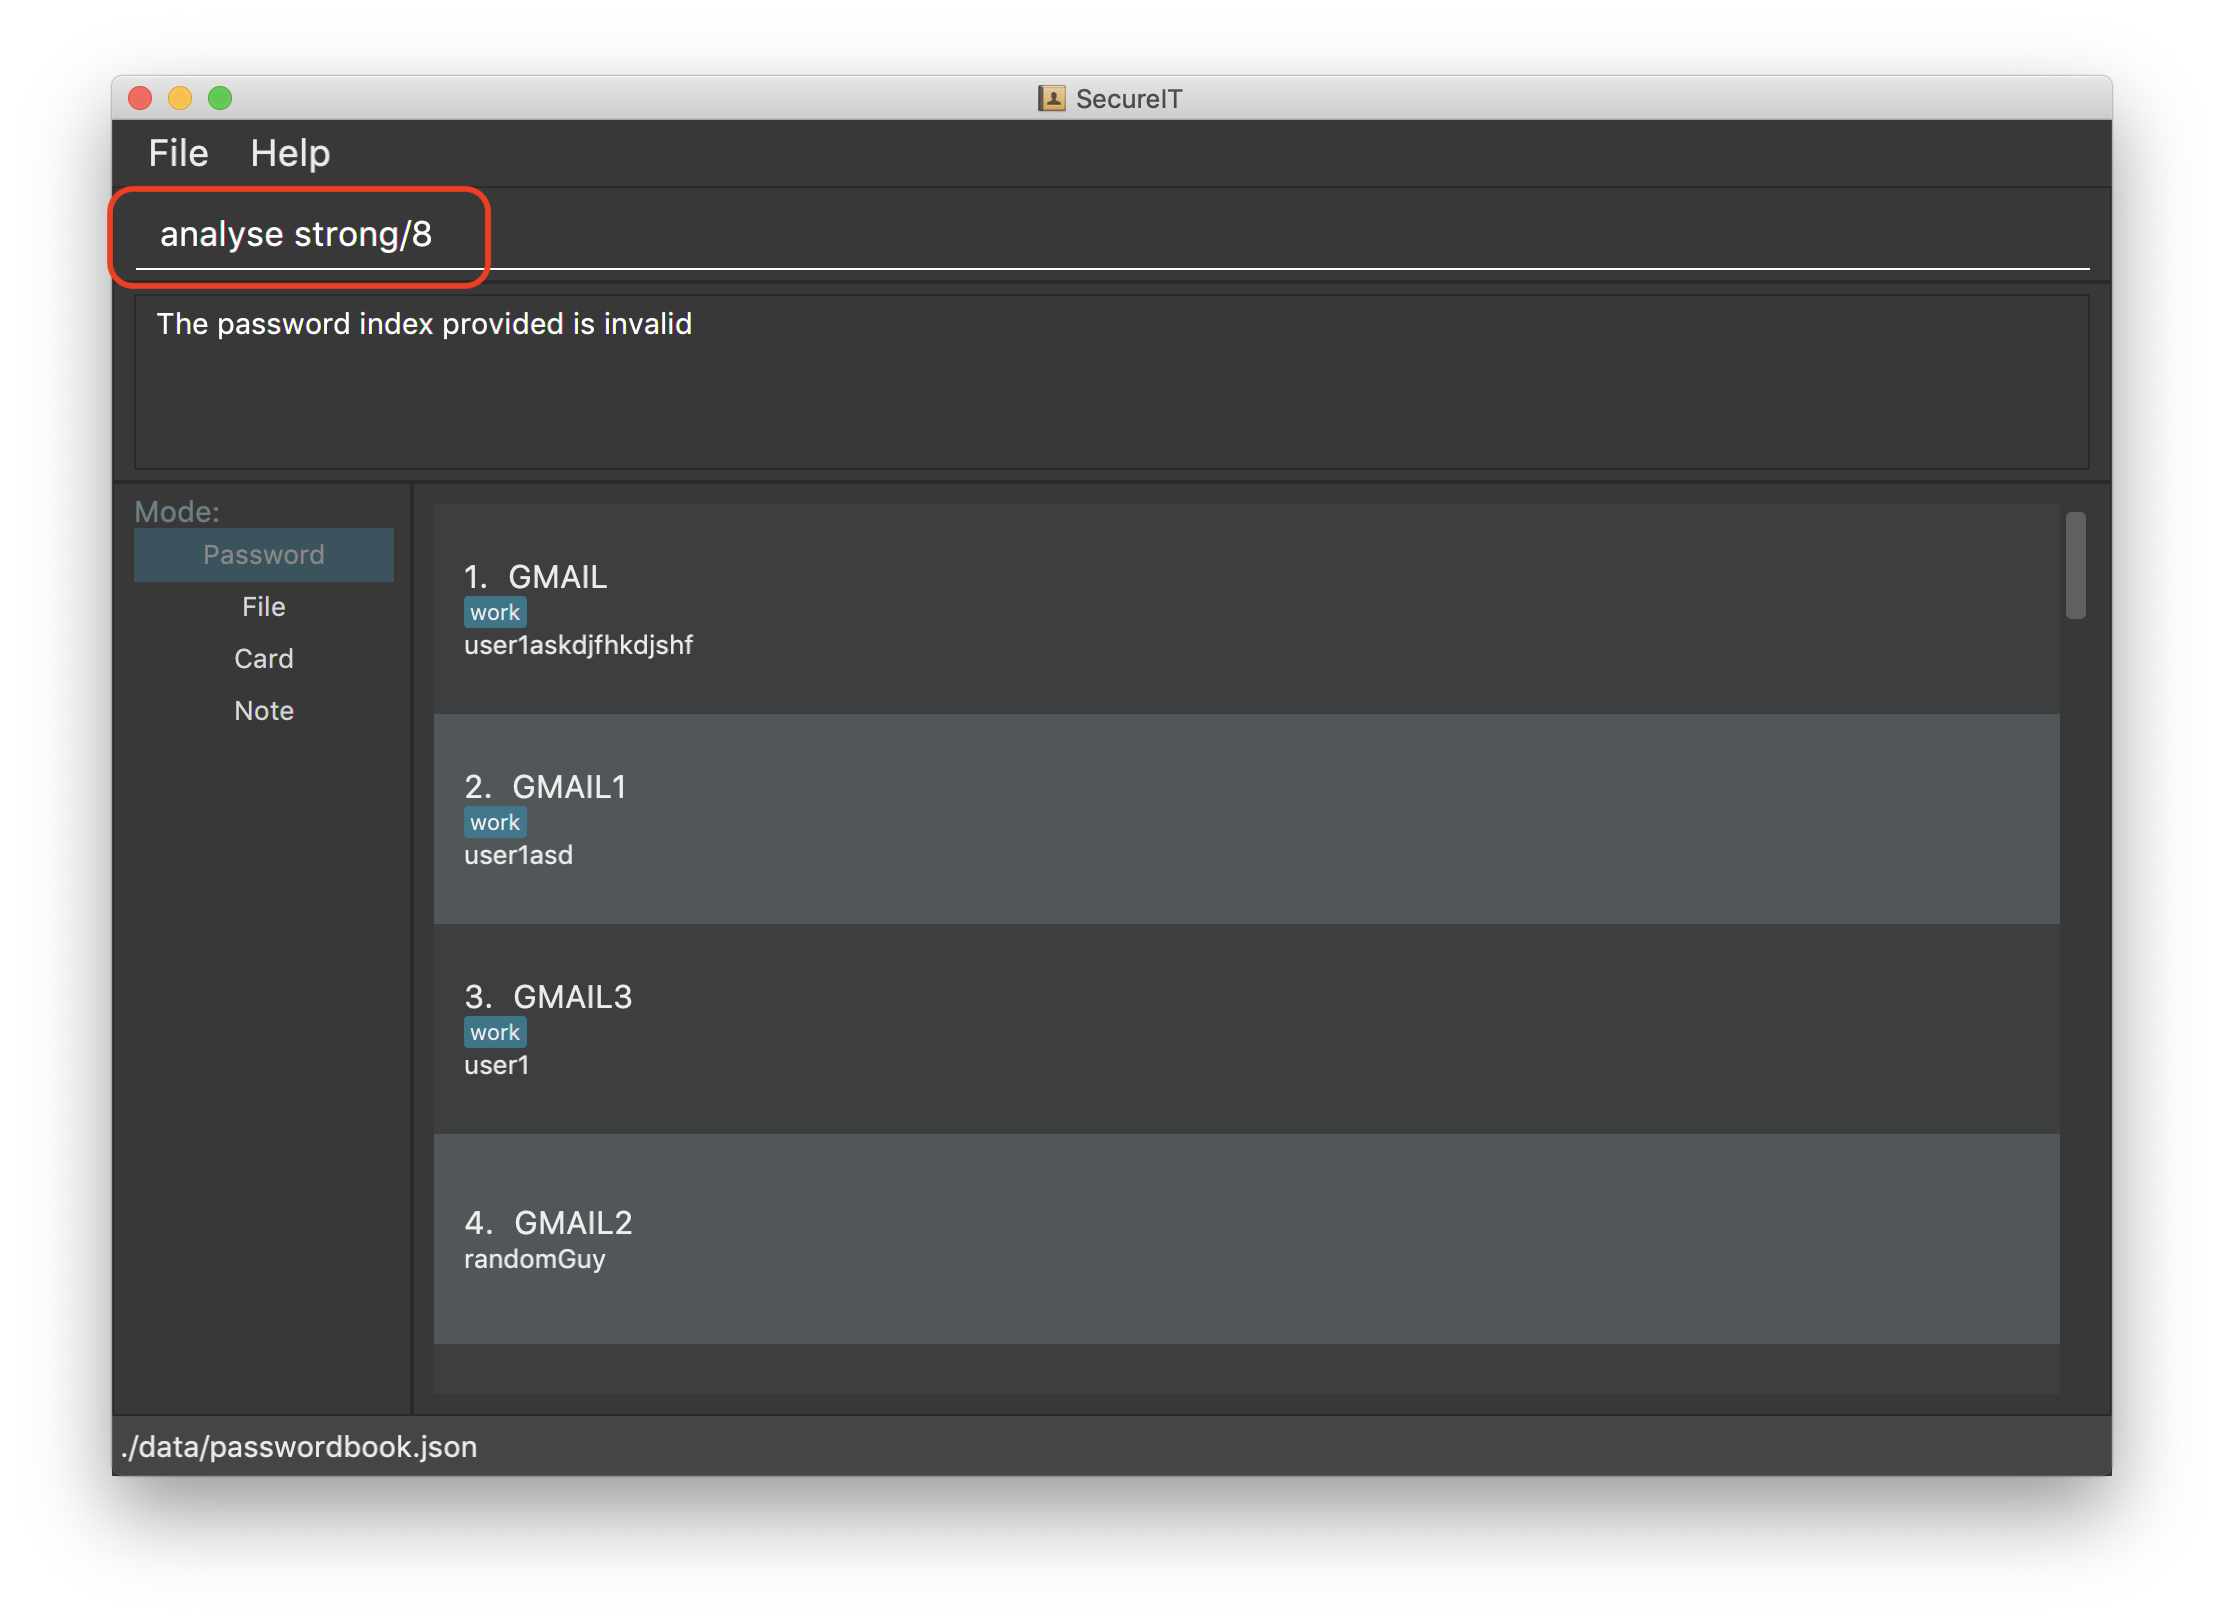 SecureIT
File Help
analyse strong/8
The password index provided is invalid
Mode:
Password
File
Card
Note
1. GMAIL
work
user1askdjfhkdjshf
2. GMAIL1
work
user1asd
3. GMAIL3
work
user1
4. GMAIL2
randomGuy
./data/passwordbook.json